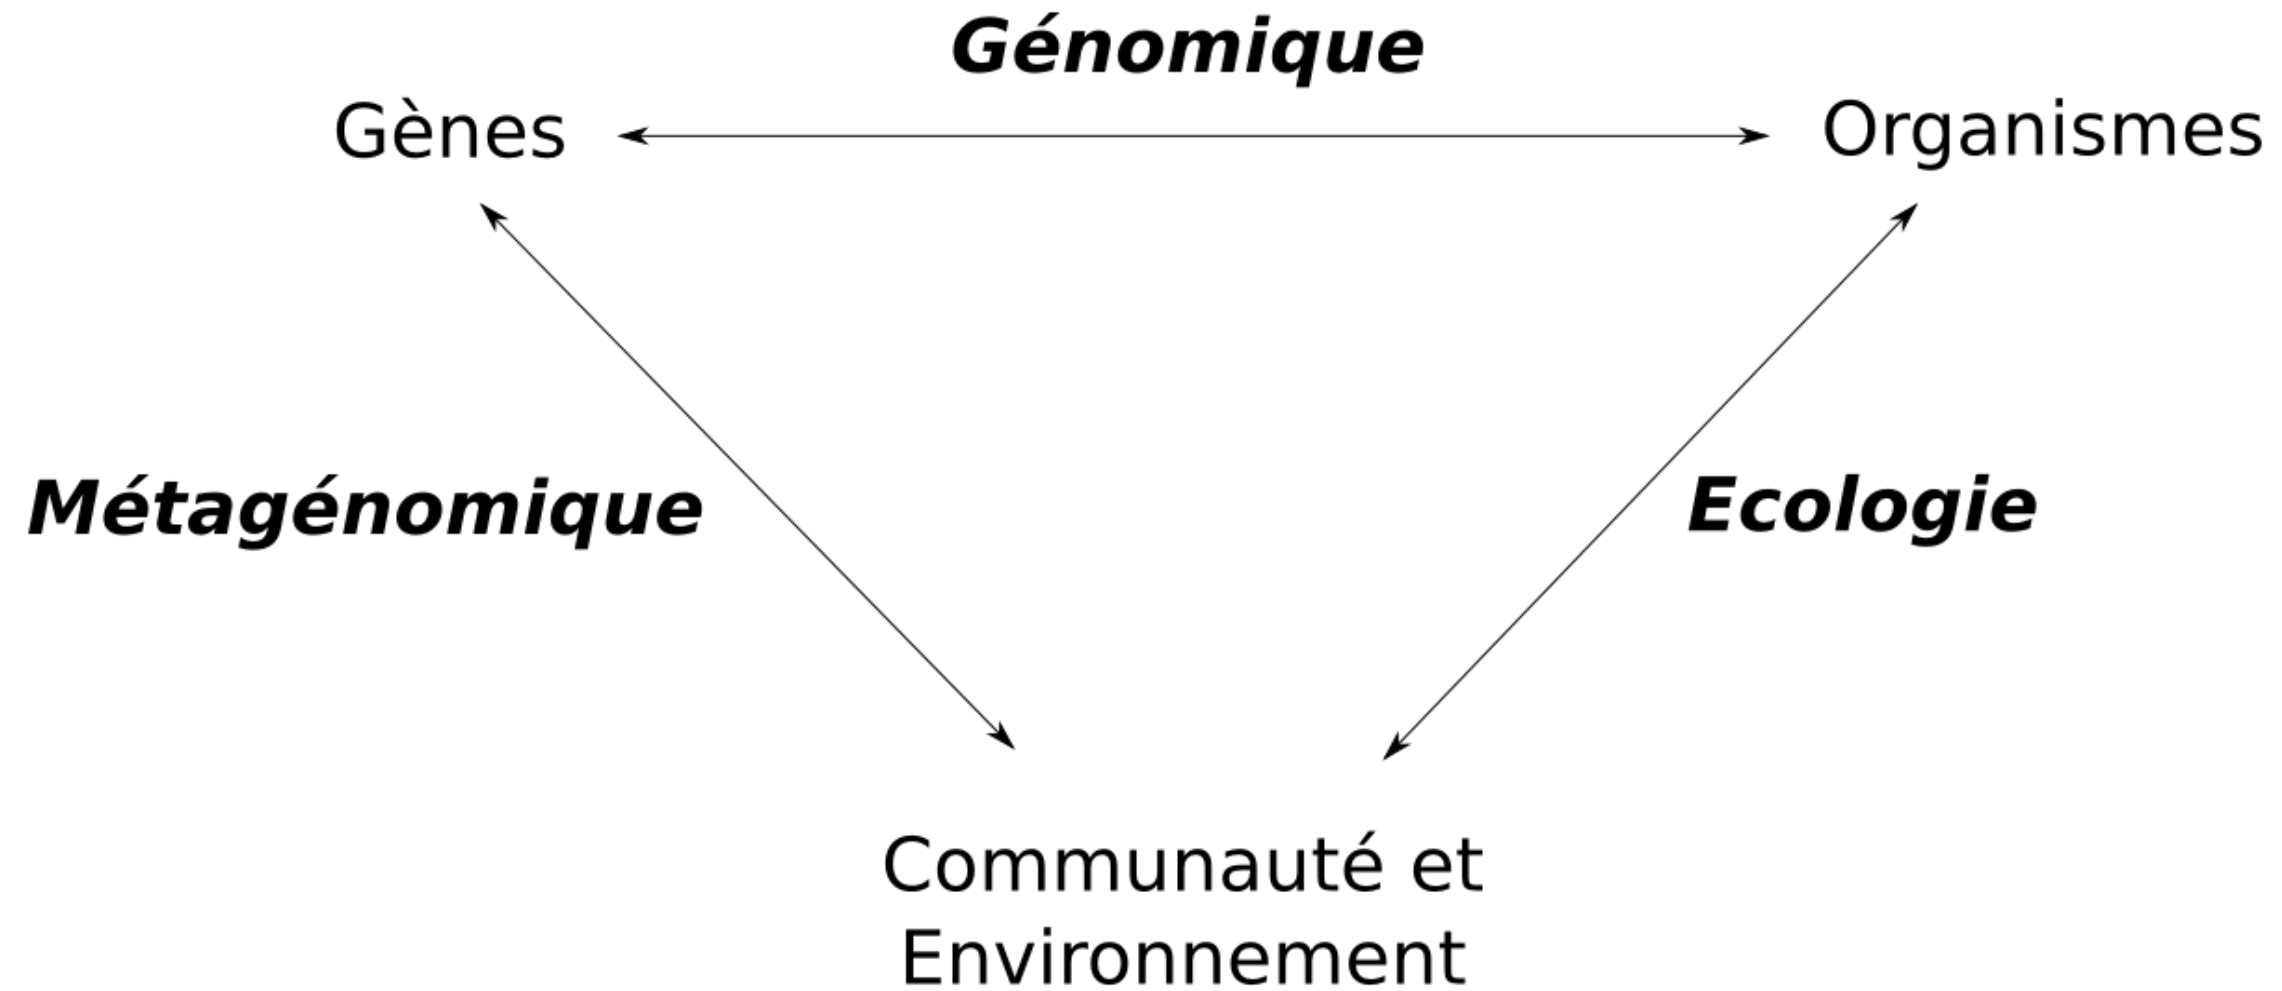 Génomique
Gènes
Organismes
Métagénomique
Ecologie
Communauté et
Environnement